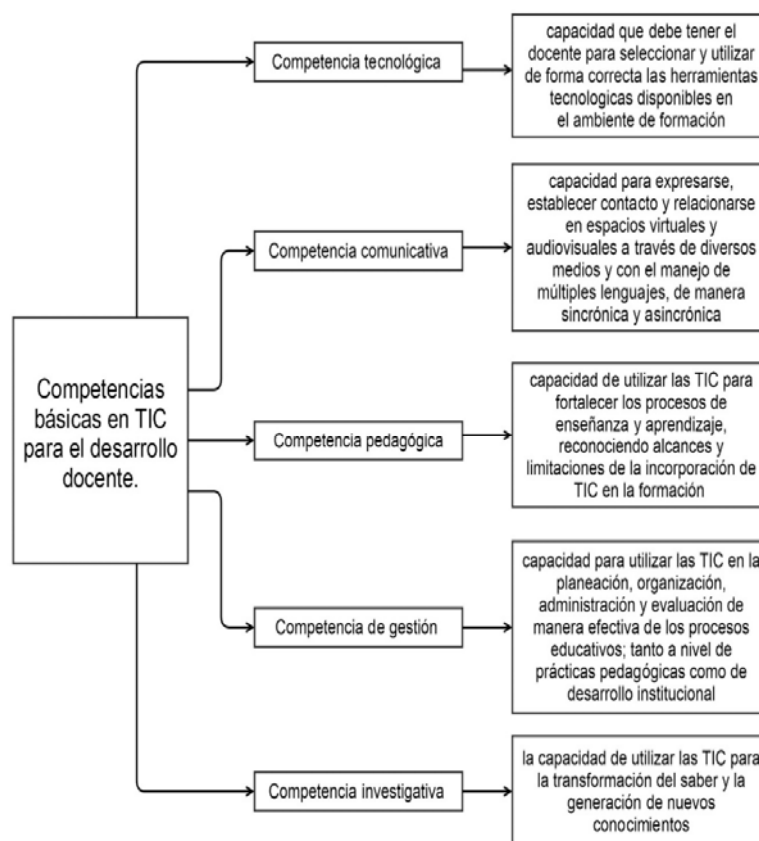 Competencias
básicas en TIC
para el desarrollo
docente.
Competencia tecnológica
capacidad que debe tener el
docente para seleccionar y utilizar
de forma correcta las herramientas
tecnologicas disponibles en
el ambiente de formación
Competencia comunicativa
capacidad para expresarse,
establecer contacto y relacionarse
en espacios virtuales y
audiovisuales a través de diversos
medios y con el manejo de
múltiples lenguajes, de manera
sincrónica y asincrónica
Competencia pedagógica
capacidad de utilizar las TIC para
fortalecer los procesos de
enseñanza y aprendizaje,
reconociendo alcances y
limitaciones de la incorporación de
TIC en la formación
Competencia de gestión
capacidad para utilizar las TIC en la
planeación, organización,
administración y evaluación de
manera efectiva de los procesos
educativos; tanto a nivel de
prácticas pedagógicas como de
desarrollo institucional
Competencia investigativa
la capacidad de utilizar las TIC para
la transformación del saber y la
generación de nuevos
conocimientos